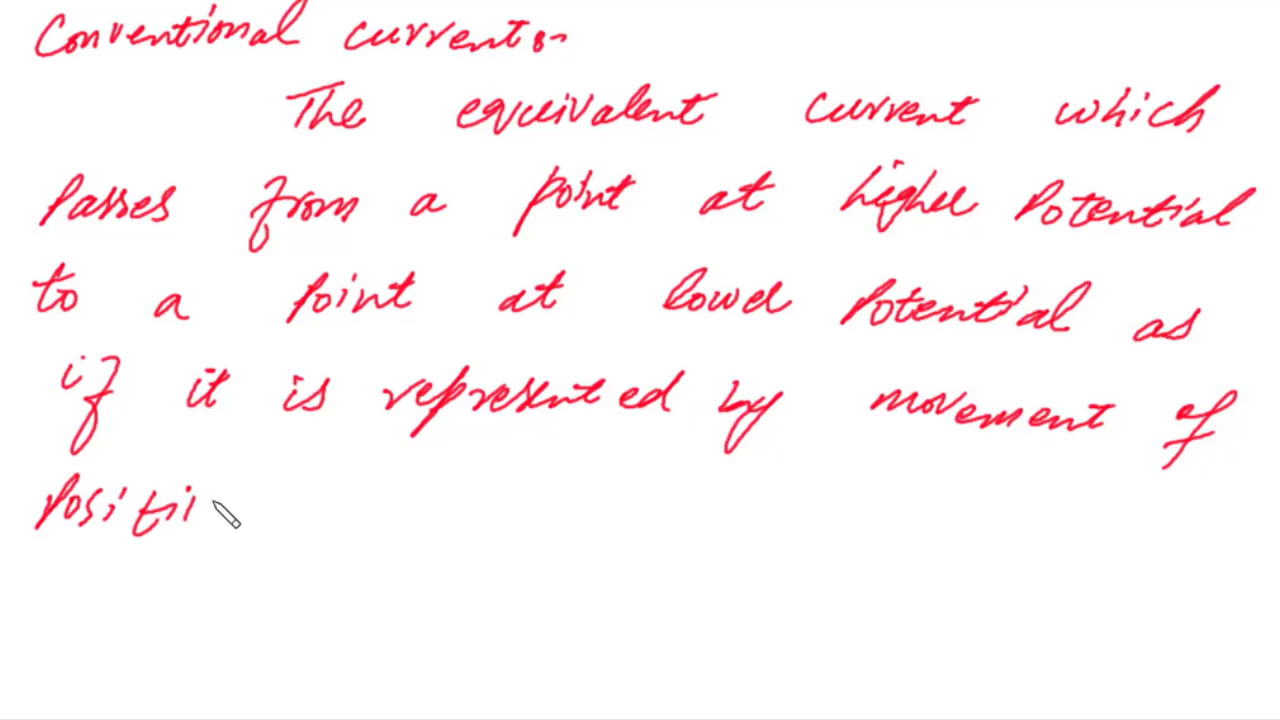 Conventional current:-
The equivalent current which
Passes from a point at higher Potential
to a point at lower Potential as
if it is represented by movement of
Positi